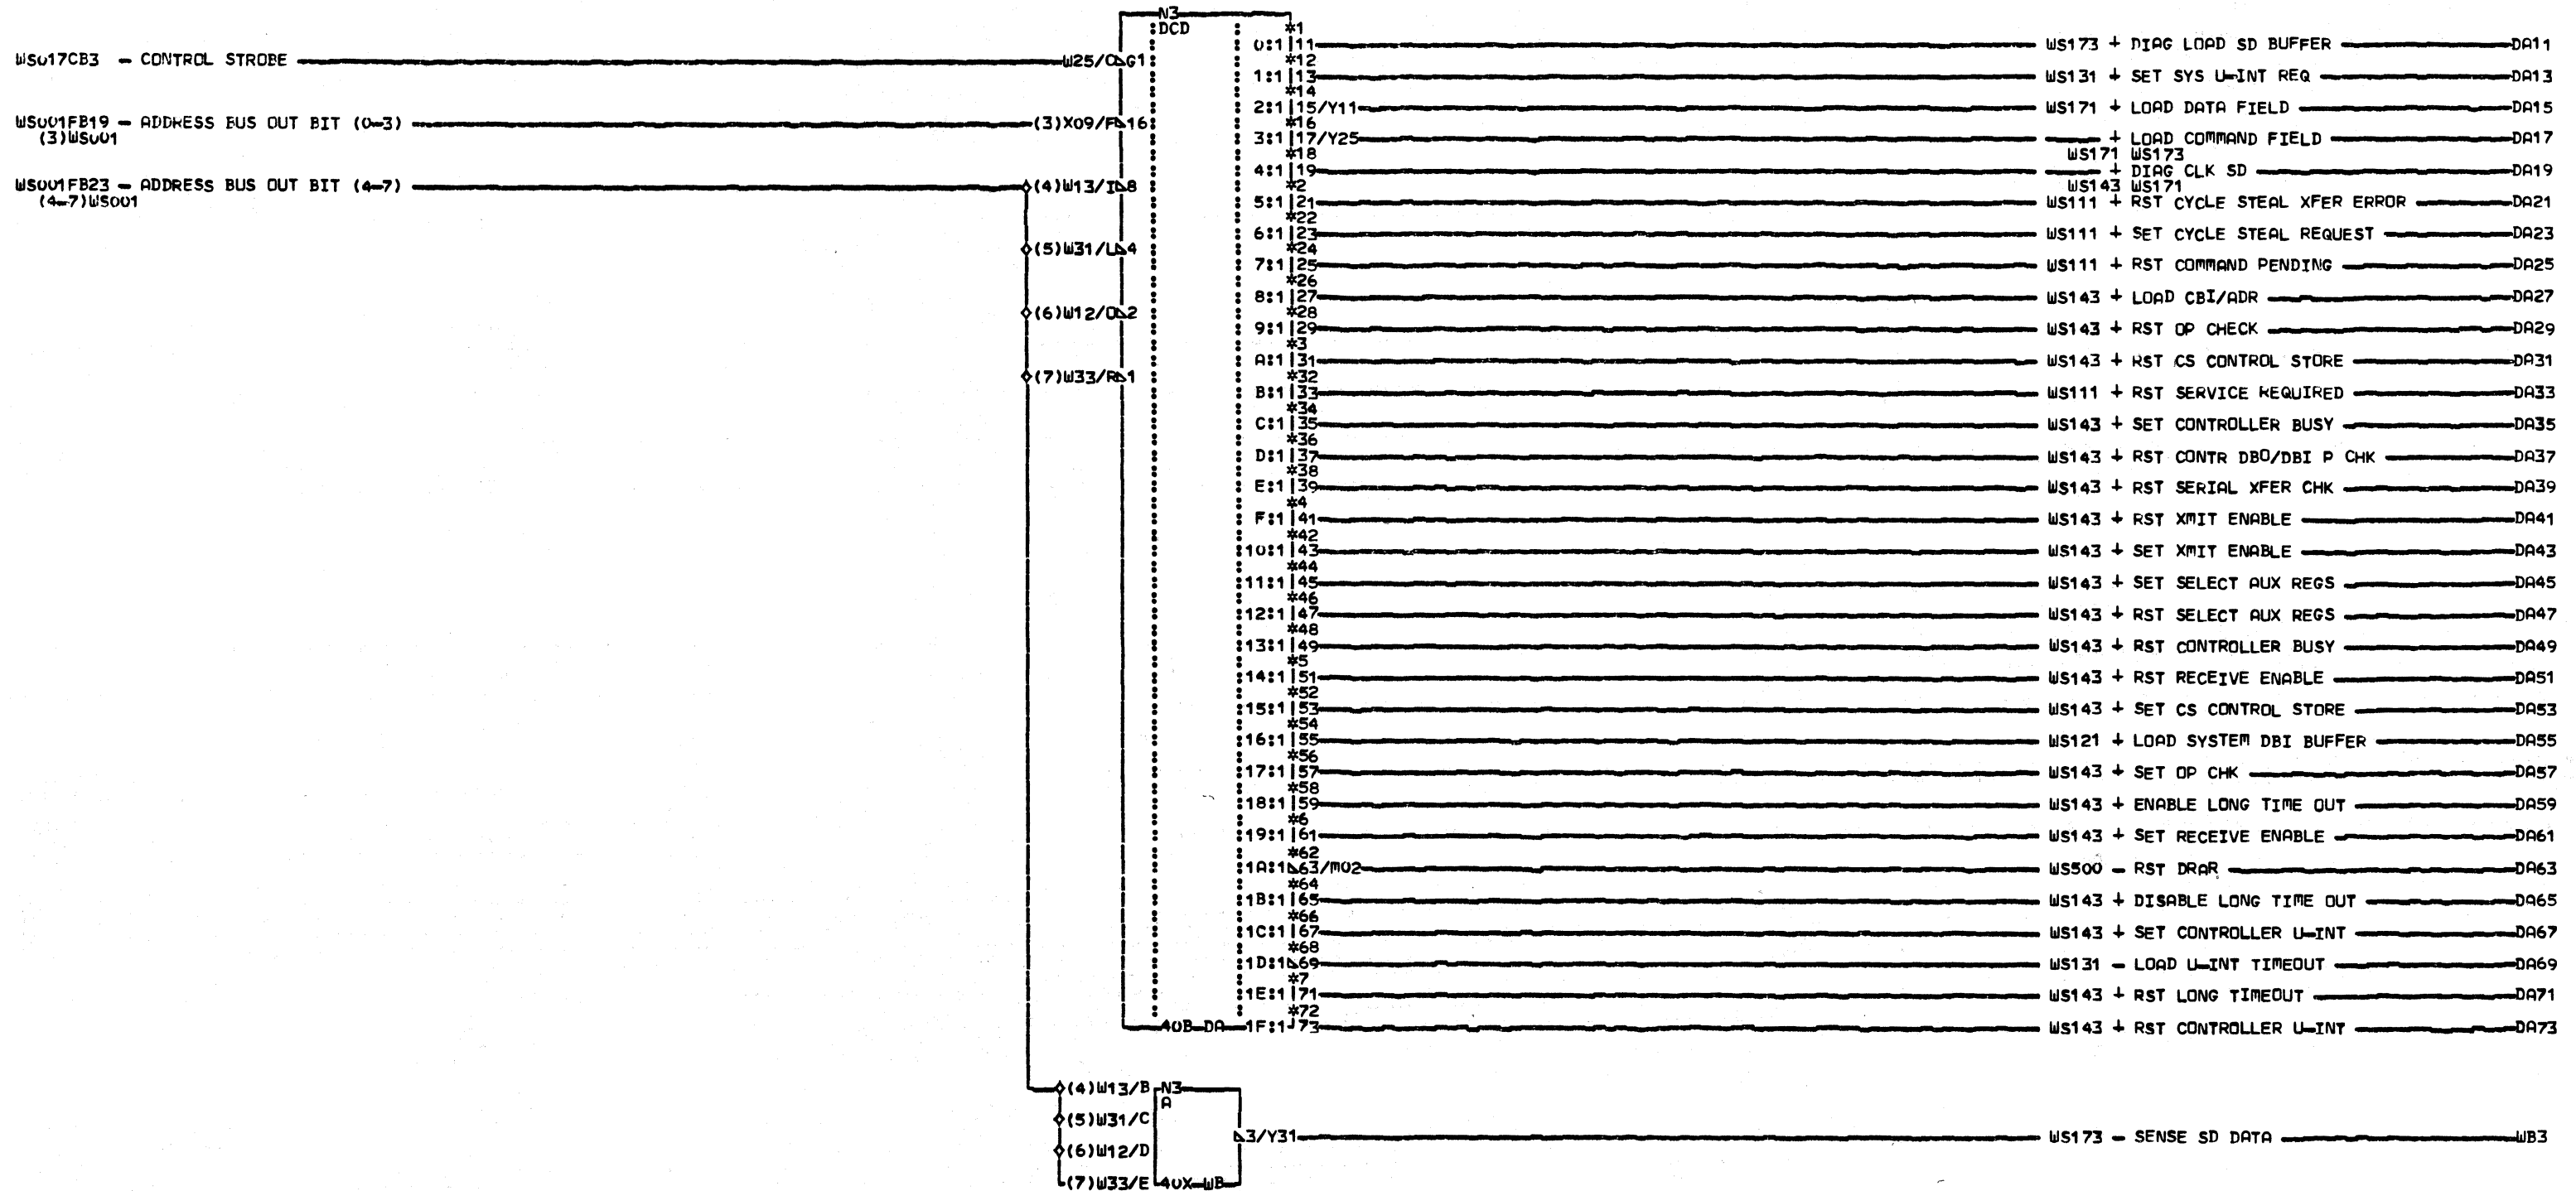 N3
DCD *1
0:1 11 WS173 + DIAG LOAD SD BUFFER DA11
WS017CB3 - CONTROL STROBE W25/C G1 *12
1:1 13 WS131 + SET SYS U-INT REQ DA13
*14
2:1 15/Y11 WS171 + LOAD DATA FIELD DA15
WS001FB19 - ADDRESS BUS OUT BIT (0-3) (3)X09/F 16 *16
(3)WS001 3:1 17/Y25 + LOAD COMMAND FIELD DA17
*18 WS171 WS173
4:1 19 + DIAG CLK SD DA19
WS001FB23 - ADDRESS BUS OUT BIT (4-7) (4)W13/I 8 *2 WS143 WS171
(4-7)WS001 5:1 21 WS111 + RST CYCLE STEAL XFER ERROR DA21
*22
6:1 23 WS111 + SET CYCLE STEAL REQUEST DA23
(5)W31/L 4 *24
7:1 25 WS111 + RST COMMAND PENDING DA25
*26
8:1 27 WS143 + LOAD CBI/ADR DA27
(6)W12/O 2 *28
9:1 29 WS143 + RST OP CHECK DA29
*3
A:1 31 WS143 + RST CS CONTROL STORE DA31
(7)W33/R 1 *32
B:1 33 WS111 + RST SERVICE REQUIRED DA33
*34
C:1 35 WS143 + SET CONTROLLER BUSY DA35
*36
D:1 37 WS143 + RST CONTR DBO/DBI P CHK DA37
*38
E:1 39 WS143 + RST SERIAL XFER CHK DA39
*4
F:1 41 WS143 + RST XMIT ENABLE DA41
*42
10:1 43 WS143 + SET XMIT ENABLE DA43
*44
11:1 45 WS143 + SET SELECT AUX REGS DA45
*46
12:1 47 WS143 + RST SELECT AUX REGS DA47
*48
13:1 49 WS143 + RST CONTROLLER BUSY DA49
*5
14:1 51 WS143 + RST RECEIVE ENABLE DA51
*52
15:1 53 WS143 + SET CS CONTROL STORE DA53
*54
16:1 55 WS121 + LOAD SYSTEM DBI BUFFER DA55
*56
17:1 57 WS143 + SET OP CHK DA57
*58
18:1 59 WS143 + ENABLE LONG TIME OUT DA59
*6
19:1 61 WS143 + SET RECEIVE ENABLE DA61
*62
1A:1 63/M02 WS500 - RST DRAR DA63
*64
1B:1 65 WS143 + DISABLE LONG TIME OUT DA65
*66
1C:1 67 WS143 + SET CONTROLLER U-INT DA67
*68
1D:1 69 WS131 - LOAD U-INT TIMEOUT DA69
*7
1E:1 71 WS143 + RST LONG TIMEOUT DA71
*72
40B-DA 1F:1 73 WS143 + RST CONTROLLER U-INT DA73
(4)W13/B N3
A
(5)W31/C
3/Y31 WS173 - SENSE SD DATA WB3
(6)W12/D
(7)W33/E 40X-WB